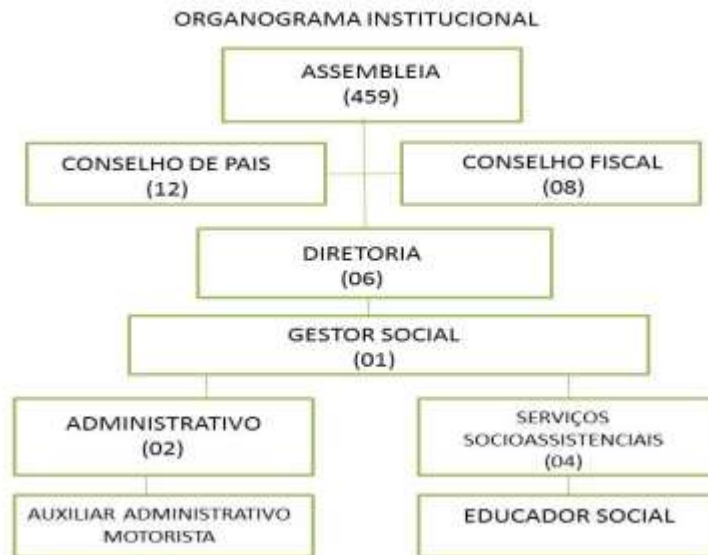 ORGANOGRAMA INSTITUCIONAL
ASSEMBLEIA
(459)
CONSELHO DE PAIS
(12)
CONSELHO FISCAL
(08)
DIRETORIA
(06)
GESTOR SOCIAL
(01)
ADMINISTRATIVO
(02)
SERVIÇOS
SOCIOASSISTENCIAIS
(04)
AUXILIAR ADMINISTRATIVO
MOTORISTA
EDUCADOR SOCIAL